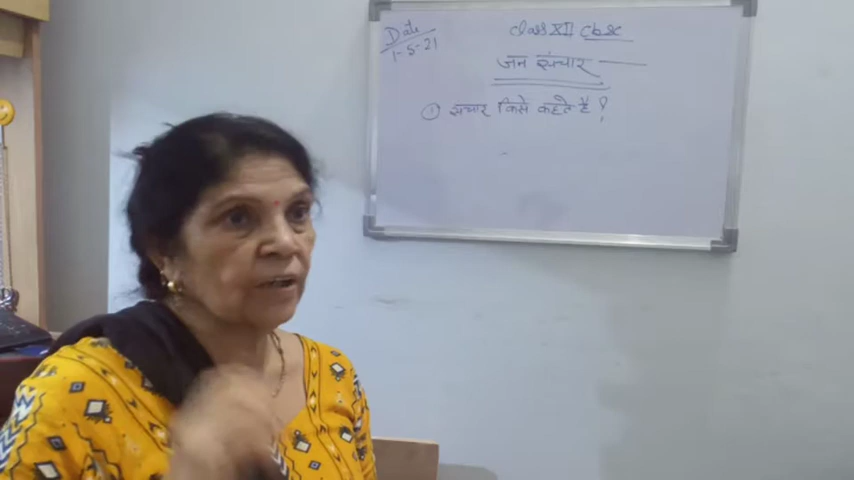 Date
1-5-21
Class XII Cbse
जन संचार
① संचार किसे कहते है?